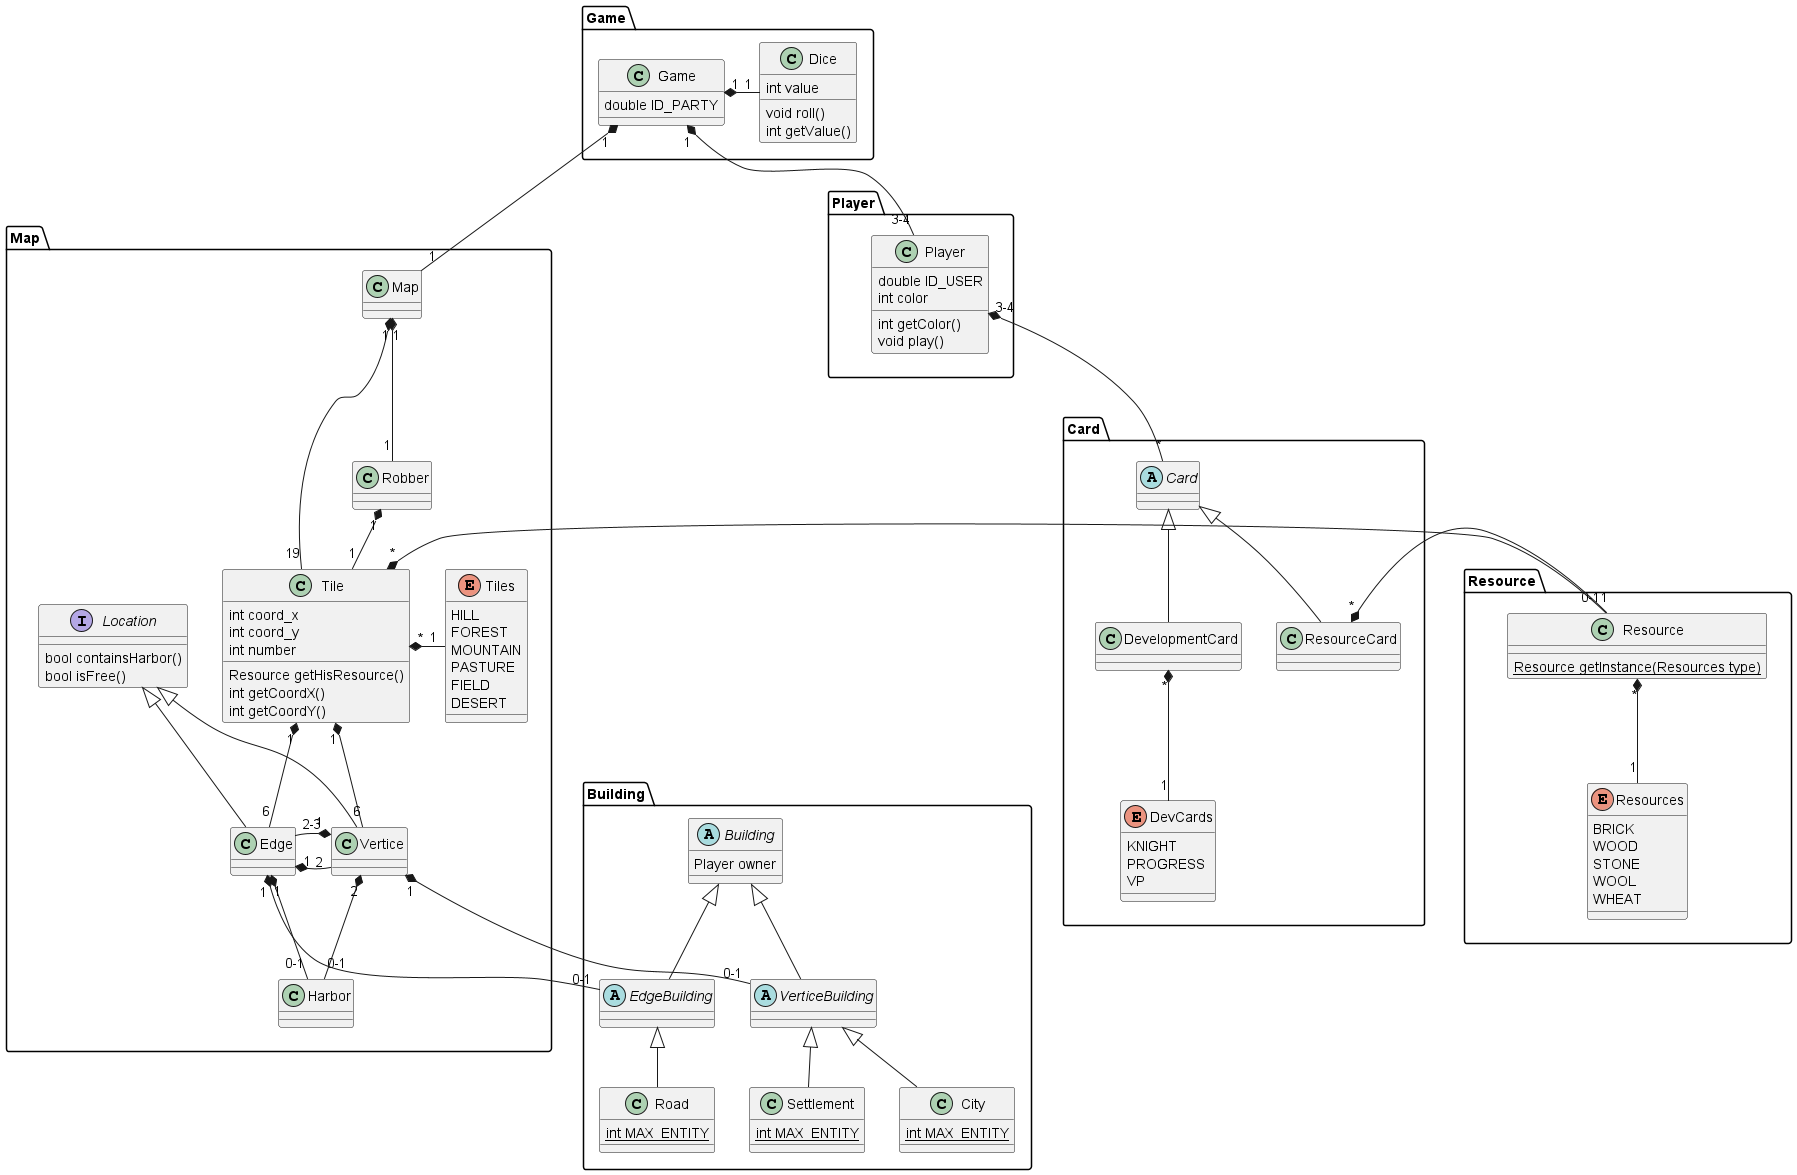 Game
C Game
double ID_PARTY
1 1
C Dice
int value
void roll()
int getValue()
1
1
Player
3-4
C Player
double ID_USER
int color
int getColor()
void play()
3-4
Map
1
C Map
1
1
1
C Robber
1
19
1
*
C Tile
int coord_x
int coord_y
int number
Resource getHisResource()
int getCoordX()
int getCoordY()
* 1
E Tiles
HILL
FOREST
MOUNTAIN
PASTURE
FIELD
DESERT
I Location
bool containsHarbor()
bool isFree()
1
1
6
6
C Edge
2-3
1
1 2
C Vertice
1
1
2
1
0-1
0-1
C Harbor
Card
*
A Card
C DevelopmentCard
*
*
C ResourceCard
1
E DevCards
KNIGHT
PROGRESS
VP
Resource
0-1
1
C Resource
Resource getInstance(Resources type)
*
1
E Resources
BRICK
WOOD
STONE
WOOL
WHEAT
Building
A Building
Player owner
0-1
A EdgeBuilding
0-1
A VerticeBuilding
C Road
int MAX_ENTITY
C Settlement
int MAX_ENTITY
C City
int MAX_ENTITY